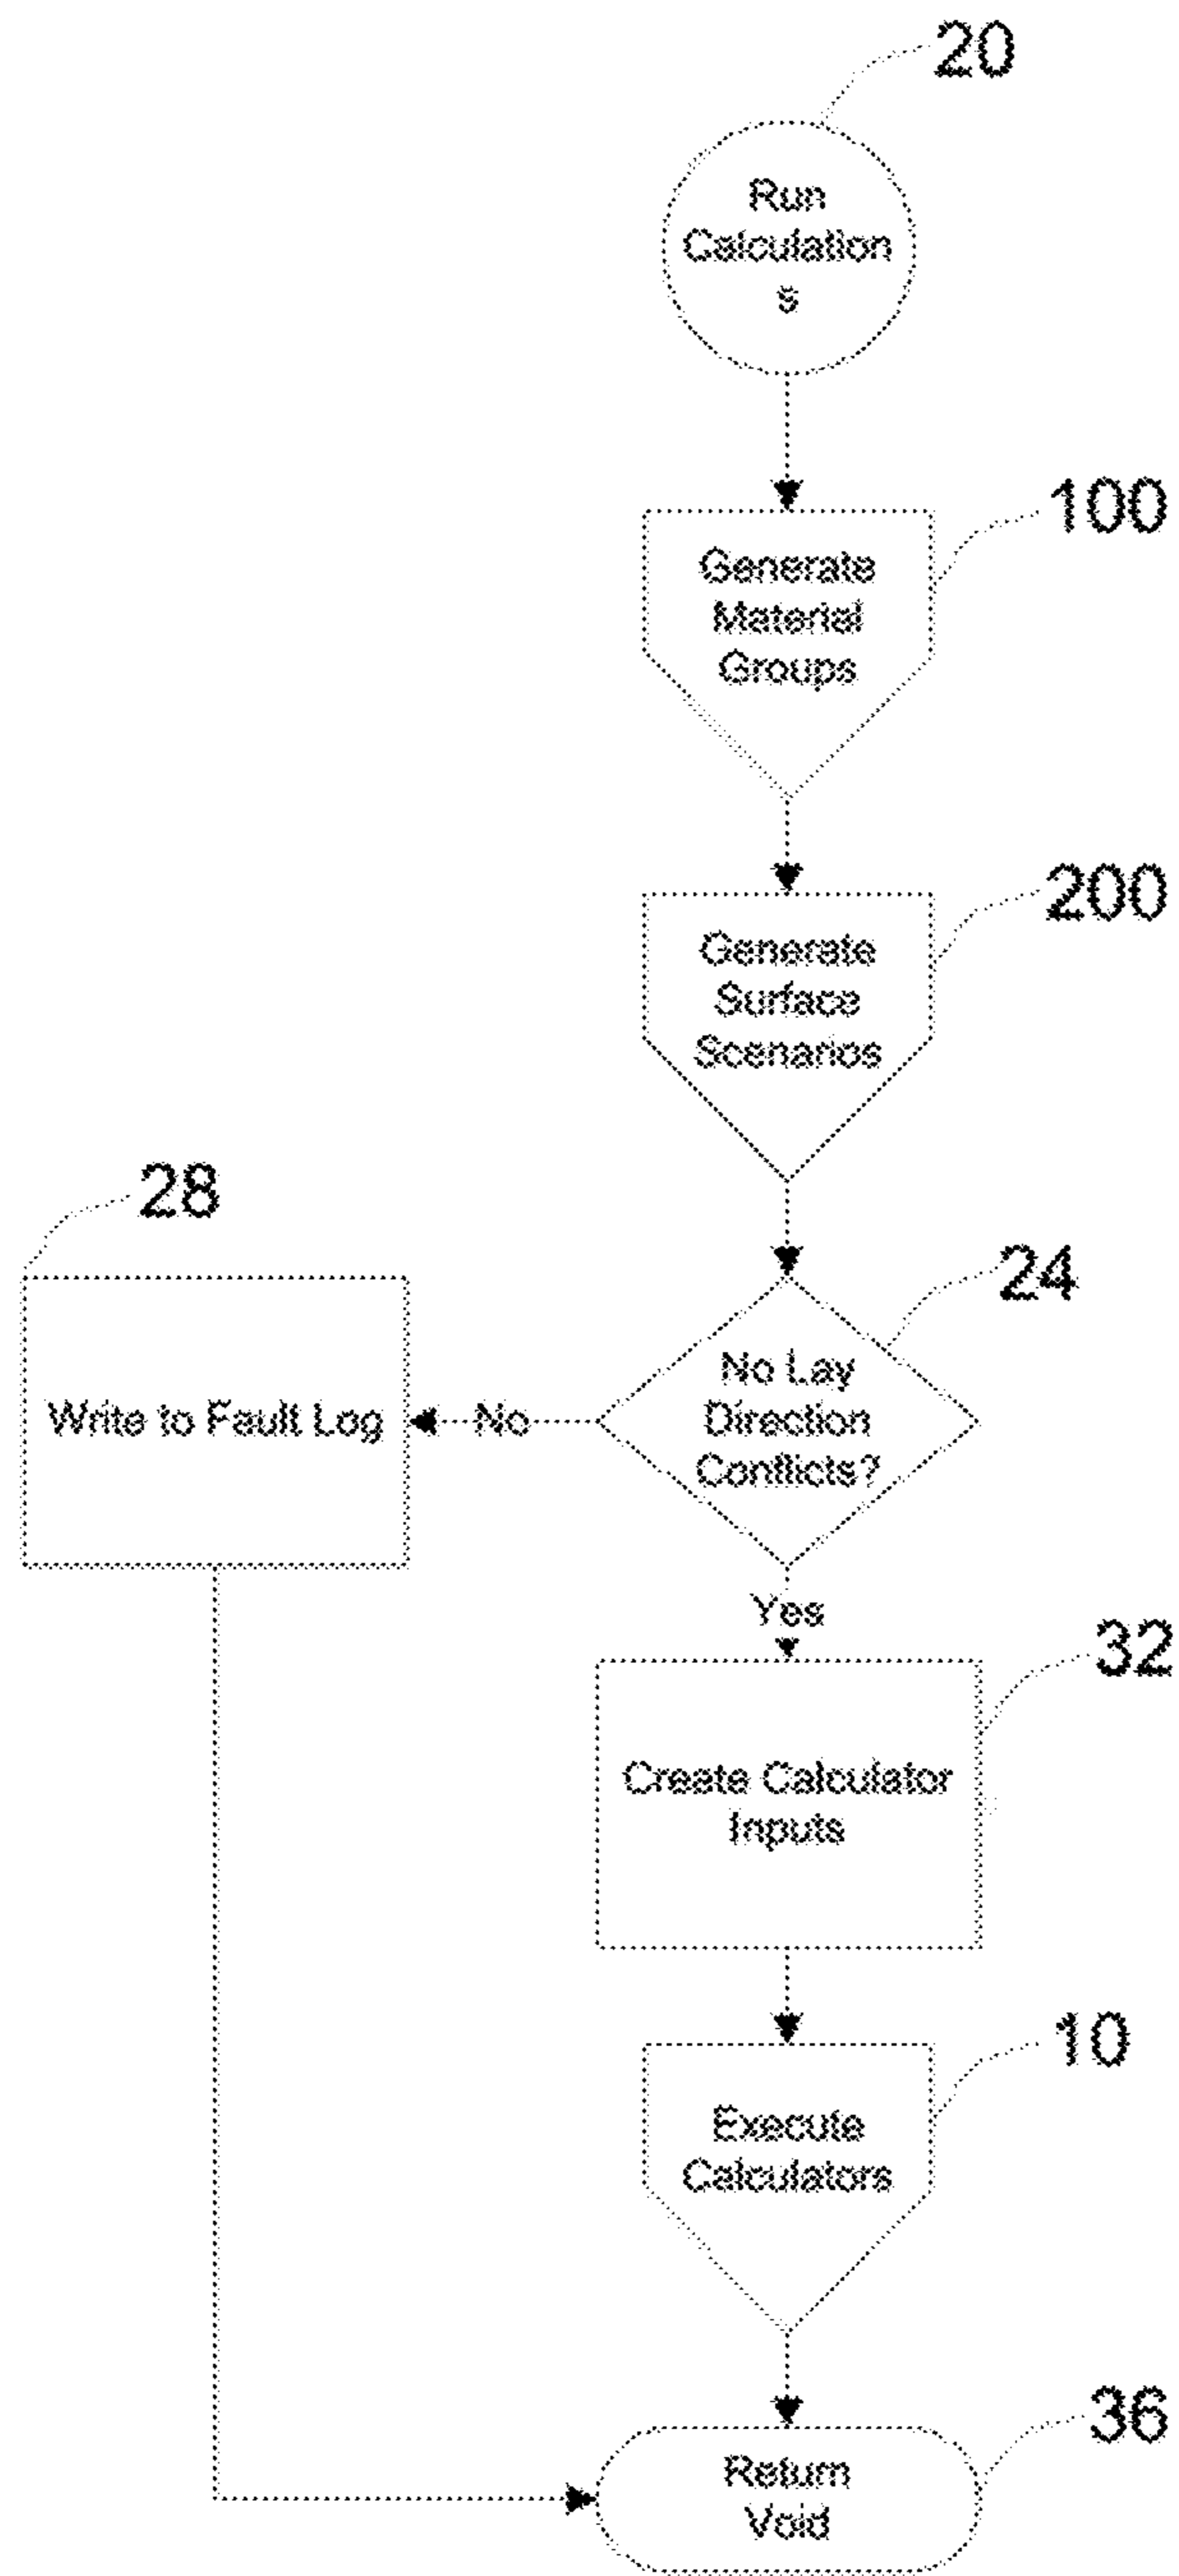 20
Run
Calculation
s
100
Generate
Material
Groups
200
Generate
Surface
Scenarios
28
24
No Lay
Direction
Conflicts?
No
Write to Fault Log
Yes
32
Create Calculator
Inputs
10
Execute
Calculators
36
Return
Void